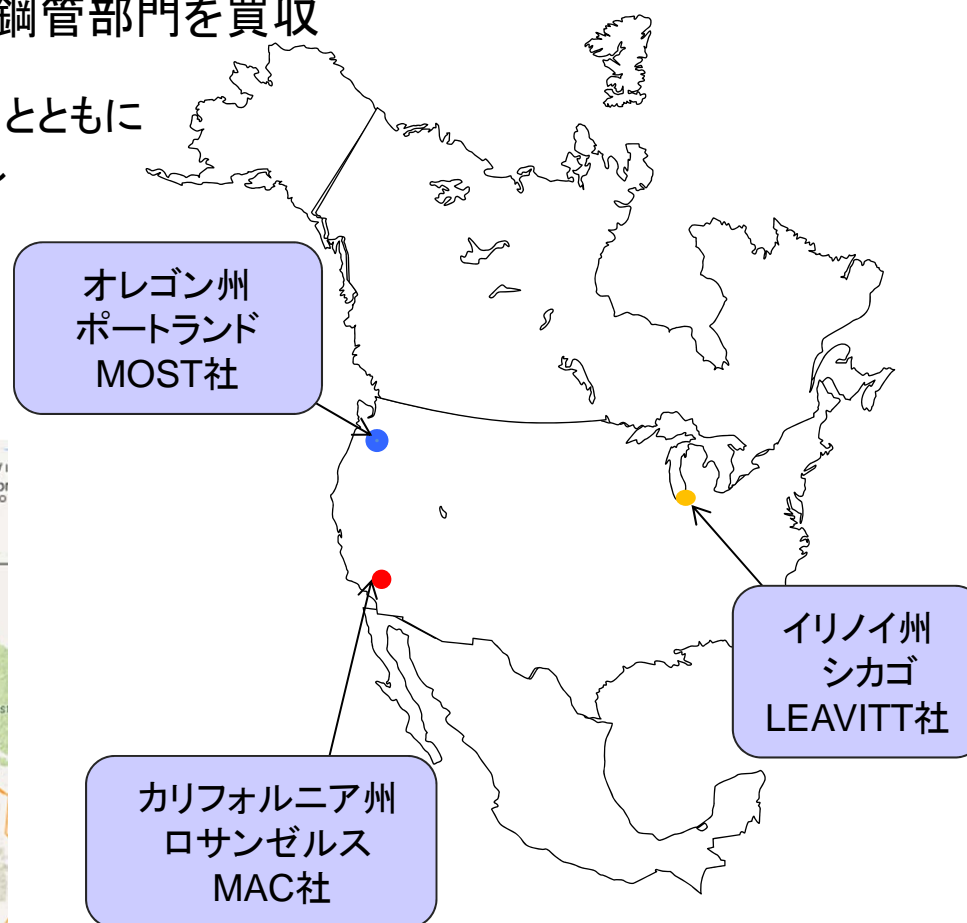 鋼管部門を買収
とともに
オレゴン州
ポートランド
MOST社
イリノイ州
シカゴ
LEAVITT社
カリフォルニア州
ロサンゼルス
MAC社